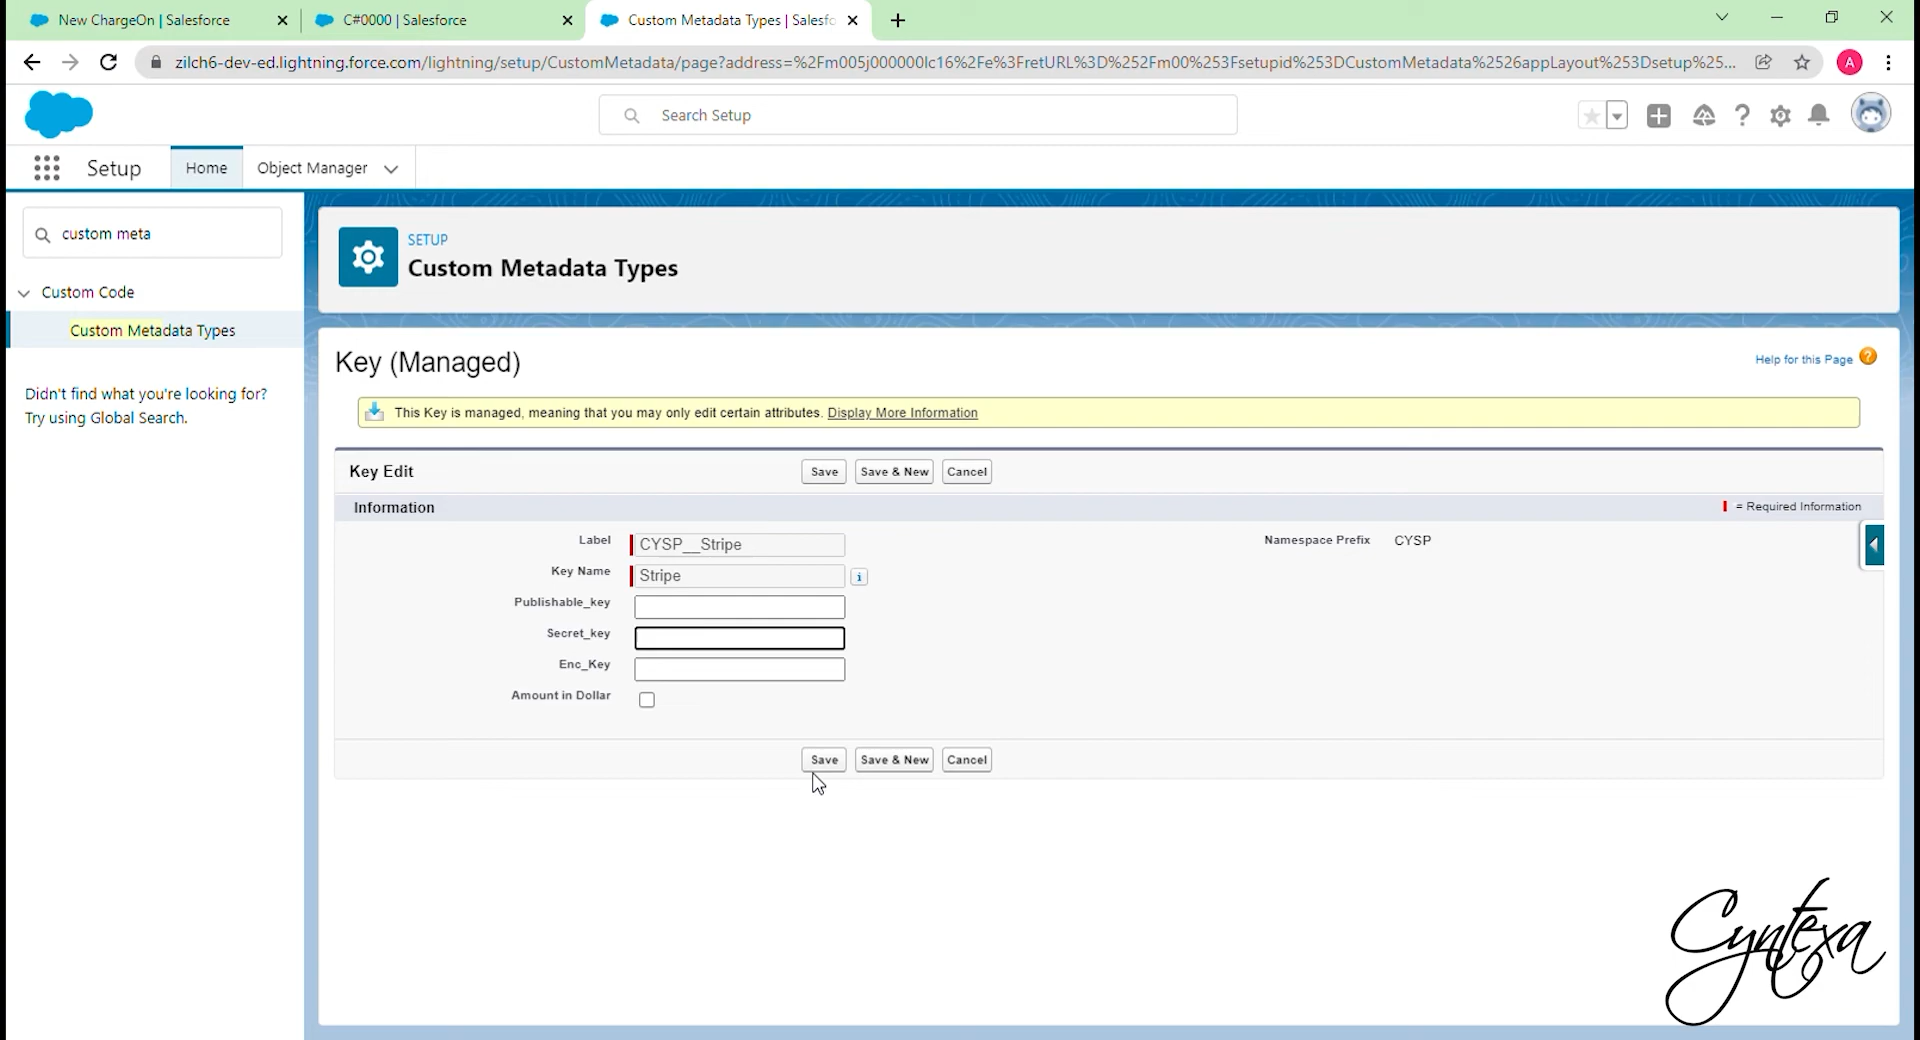 New ChargeOn | Salesforce
C#0000 | Salesforce
Custom Metadata Types | Salesfo
zilch6-dev-ed.lightning.force.com/lightning/setup/CustomMetadata/page?address=%2Fm005j000000Ic16%2Fe%3FretURL%3D%252Fm00%253Fsetupid%253DCustomMetadata%2526appLayout%253Dsetup%25...
A
Search Setup
Setup
Home
Object Manager
custom meta
Custom Code
Custom Metadata Types
Didn't find what you're looking for?
Try using Global Search.
SETUP
Custom Metadata Types
Key (Managed)
Help for this Page
This Key is managed, meaning that you may only edit certain attributes. Display More Information
Key Edit
Save
Save & New
Cancel
Information
= Required Information
Label
CYSP__Stripe
Namespace Prefix
CYSP
Key Name
Stripe
Publishable_key
Secret_key
Enc_Key
Amount in Dollar
Save
Save & New
Cancel
Cyntexa